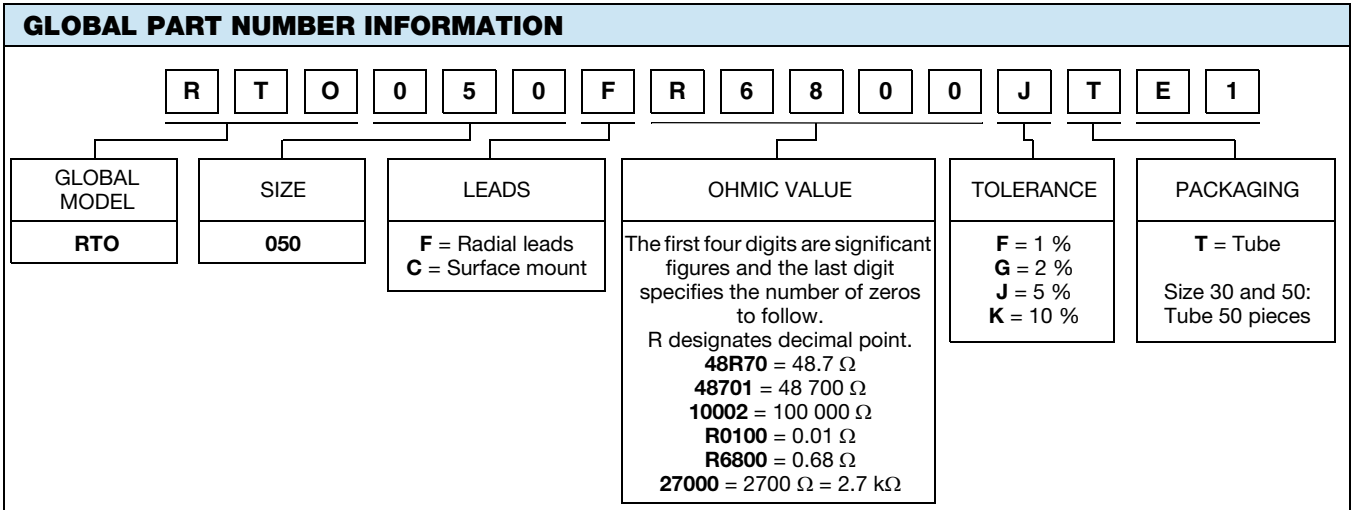 GLOBAL PART NUMBER INFORMATION
R T O 0 5 0 F R 6 8 0 0 J T E 1
GLOBAL
MODEL
RTO
SIZE
050
LEADS
F = Radial leads
C = Surface mount
OHMIC VALUE
The first four digits are significant
figures and the last digit
specifies the number of zeros
to follow.
R designates decimal point.
48R70 = 48.7 Ω
48701 = 48 700 Ω
10002 = 100 000 Ω
R0100 = 0.01 Ω
R6800 = 0.68 Ω
27000 = 2700 Ω = 2.7 kΩ
TOLERANCE
F = 1 %
G = 2 %
J = 5 %
K = 10 %
PACKAGING
T = Tube
Size 30 and 50:
Tube 50 pieces